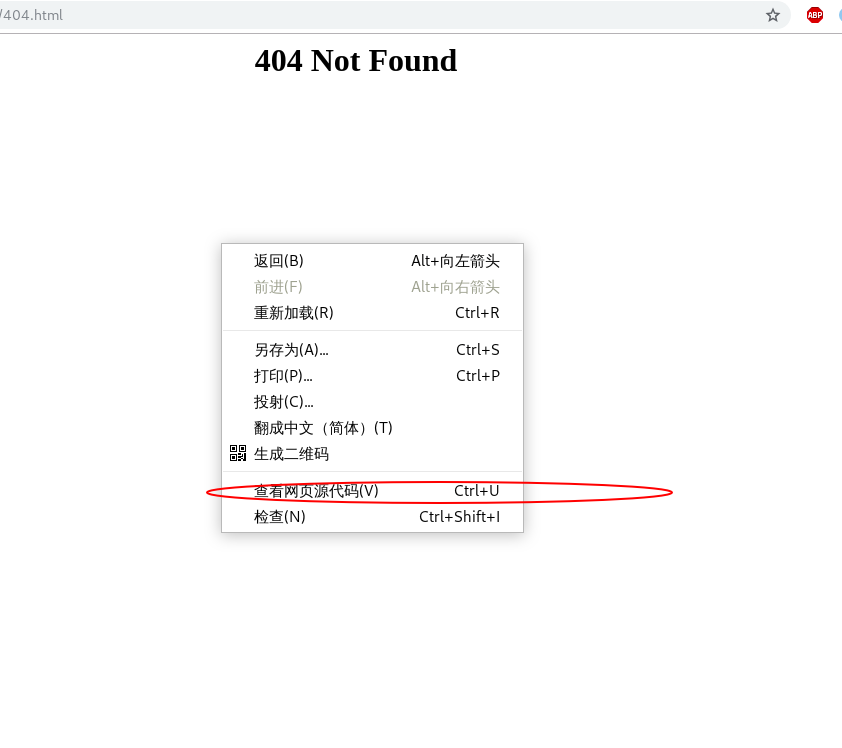 /404.html
ABP
404 Not Found
返回(B) Alt+向左箭头
前进(F) Alt+向右箭头
重新加载(R) Ctrl+R
另存为(A)... Ctrl+S
打印(P)... Ctrl+P
投射(C)...
翻成中文（简体）(T)
生成二维码
查看网页源代码(V) Ctrl+U
检查(N) Ctrl+Shift+I